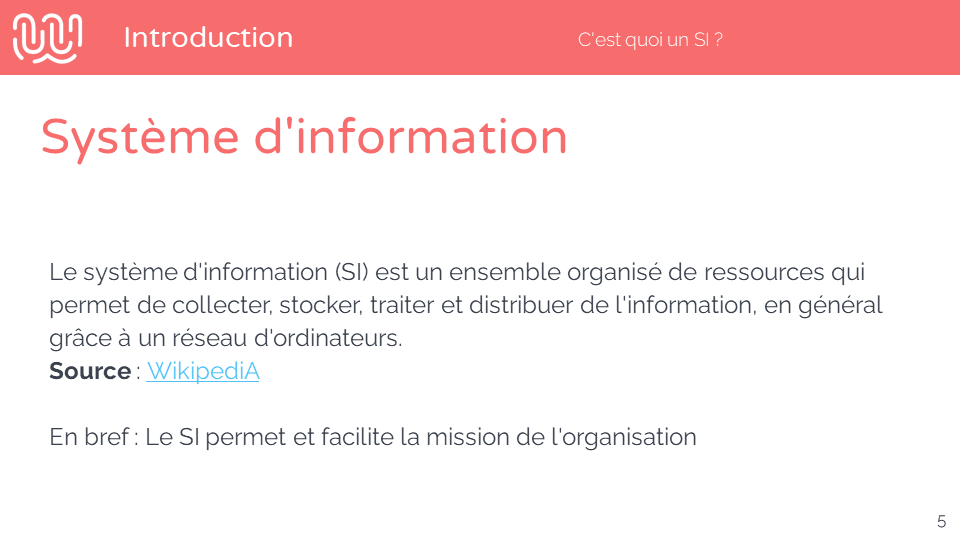 Introduction
C'est quoi un SI ?
Système d'information
Le système d'information (SI) est un ensemble organisé de ressources qui
permet de collecter, stocker, traiter et distribuer de l'information, en général
grâce à un réseau d'ordinateurs.
Source : WikipediA
En bref : Le SI permet et facilite la mission de l'organisation
5